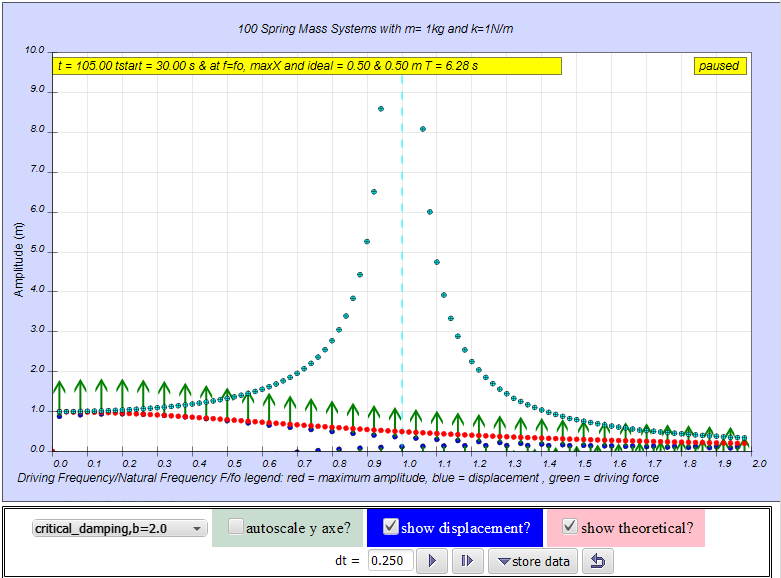 100 Spring Mass Systems with m= 1kg and k=1N/m
10.0
t = 105.00 tstart = 30.00 s & at f=fo, maxX and ideal = 0.50 & 0.50 m T = 6.28 s
paused
9.0
8.0
7.0
6.0
5.0
4.0
3.0
2.0
1.0
0.0
Amplitude (m)
0.0 0.1 0.2 0.3 0.4 0.5 0.6 0.7 0.8 0.9 1.0 1.1 1.2 1.3 1.4 1.5 1.6 1.7 1.8 1.9 2.0
Driving Frequency/Natural Frequency F/fo legend: red = maximum amplitude, blue = displacement , green = driving force
critical_damping,b=2.0 autoscale y axe? show displacement? show theoretical?
dt = 0.250 store data